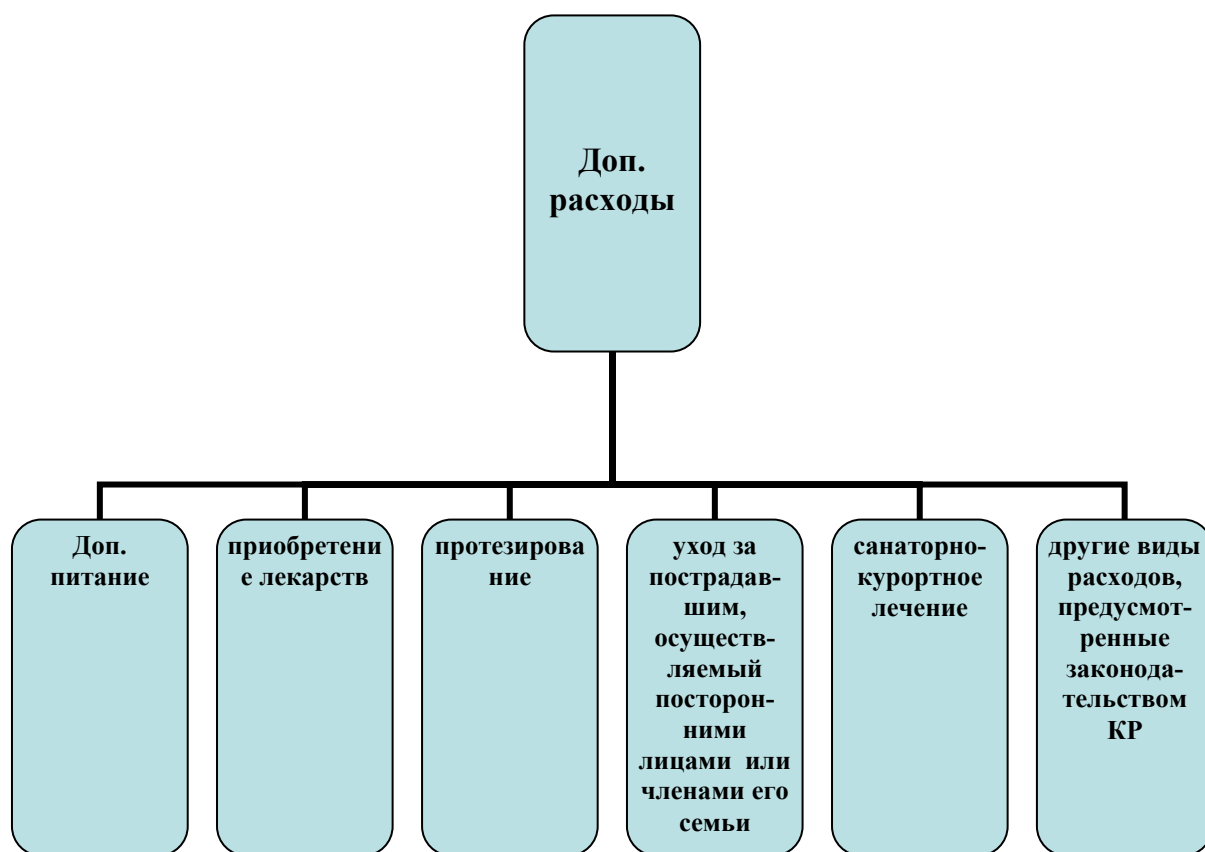 Доп.
расходы
Доп.
питание
приобретени
е лекарств
протезирова
ние
уход за
пострадав-
шим,
осуществ-
ляемый
посторон-
ними
лицами или
членами его
семьи
санаторно-
курортное
лечение
другие виды
расходов,
предусмот-
ренные
законода-
тельством
КР